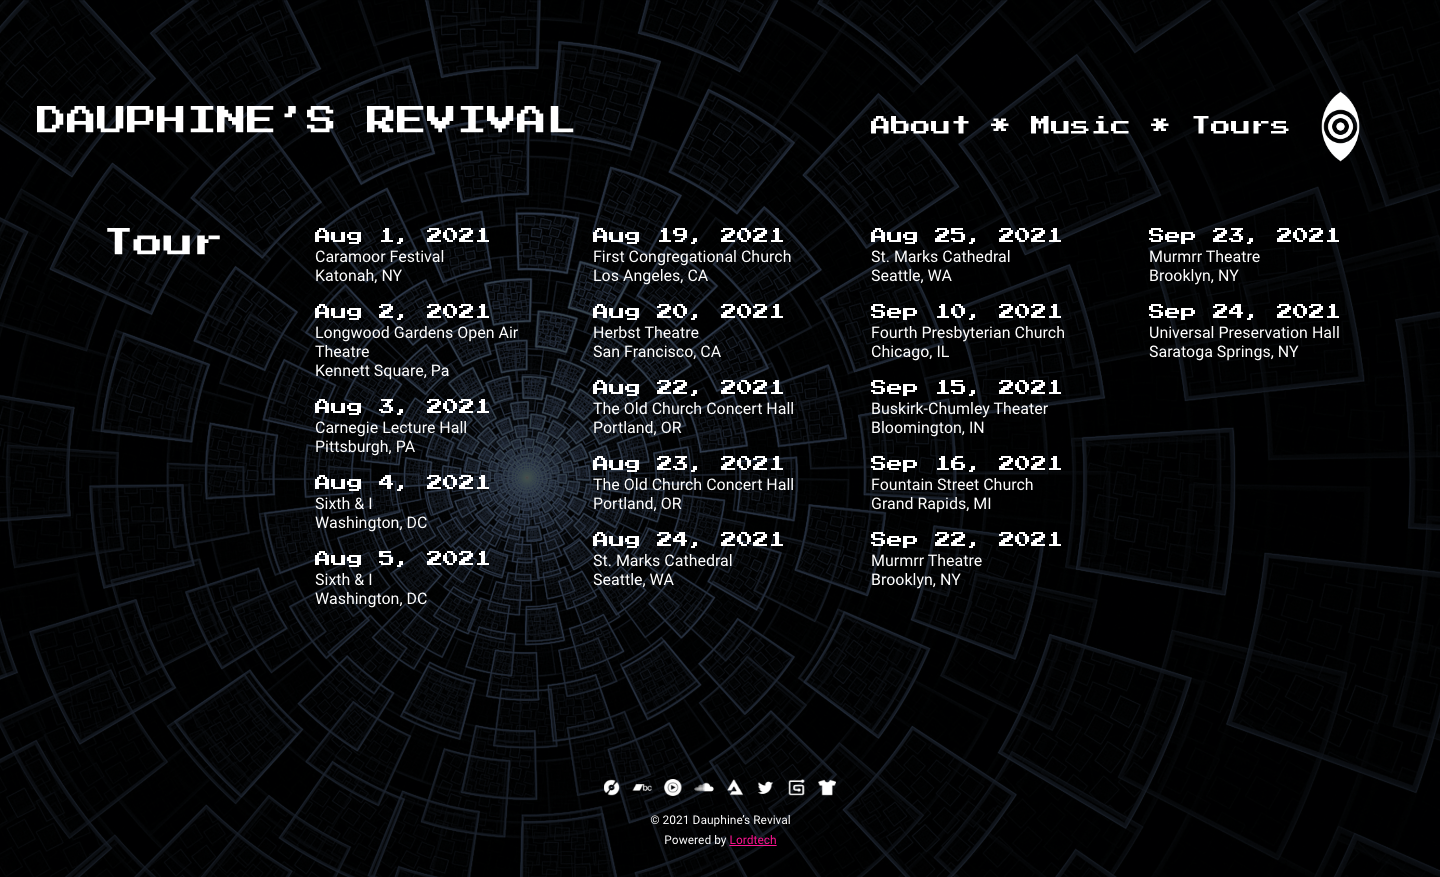 DAUPHINE’S REVIVAL
About * Music * Tours
Tour
Aug 1, 2021
Caramoor Festival
Katonah, NY
Aug 2, 2021
Longwood Gardens Open Air
Theatre
Kennett Square, Pa
Aug 3, 2021
Carnegie Lecture Hall
Pittsburgh, PA
Aug 4, 2021
Sixth & I
Washington, DC
Aug 5, 2021
Sixth & I
Washington, DC
Aug 19, 2021
First Congregational Church
Los Angeles, CA
Aug 20, 2021
Herbst Theatre
San Francisco, CA
Aug 22, 2021
The Old Church Concert Hall
Portland, OR
Aug 23, 2021
The Old Church Concert Hall
Portland, OR
Aug 24, 2021
St. Marks Cathedral
Seattle, WA
Aug 25, 2021
St. Marks Cathedral
Seattle, WA
Sep 10, 2021
Fourth Presbyterian Church
Chicago, IL
Sep 15, 2021
Buskirk-Chumley Theater
Bloomington, IN
Sep 16, 2021
Fountain Street Church
Grand Rapids, MI
Sep 22, 2021
Murmrr Theatre
Brooklyn, NY
Sep 23, 2021
Murmrr Theatre
Brooklyn, NY
Sep 24, 2021
Universal Preservation Hall
Saratoga Springs, NY
bc
© 2021 Dauphine’s Revival
Powered by Lordtech